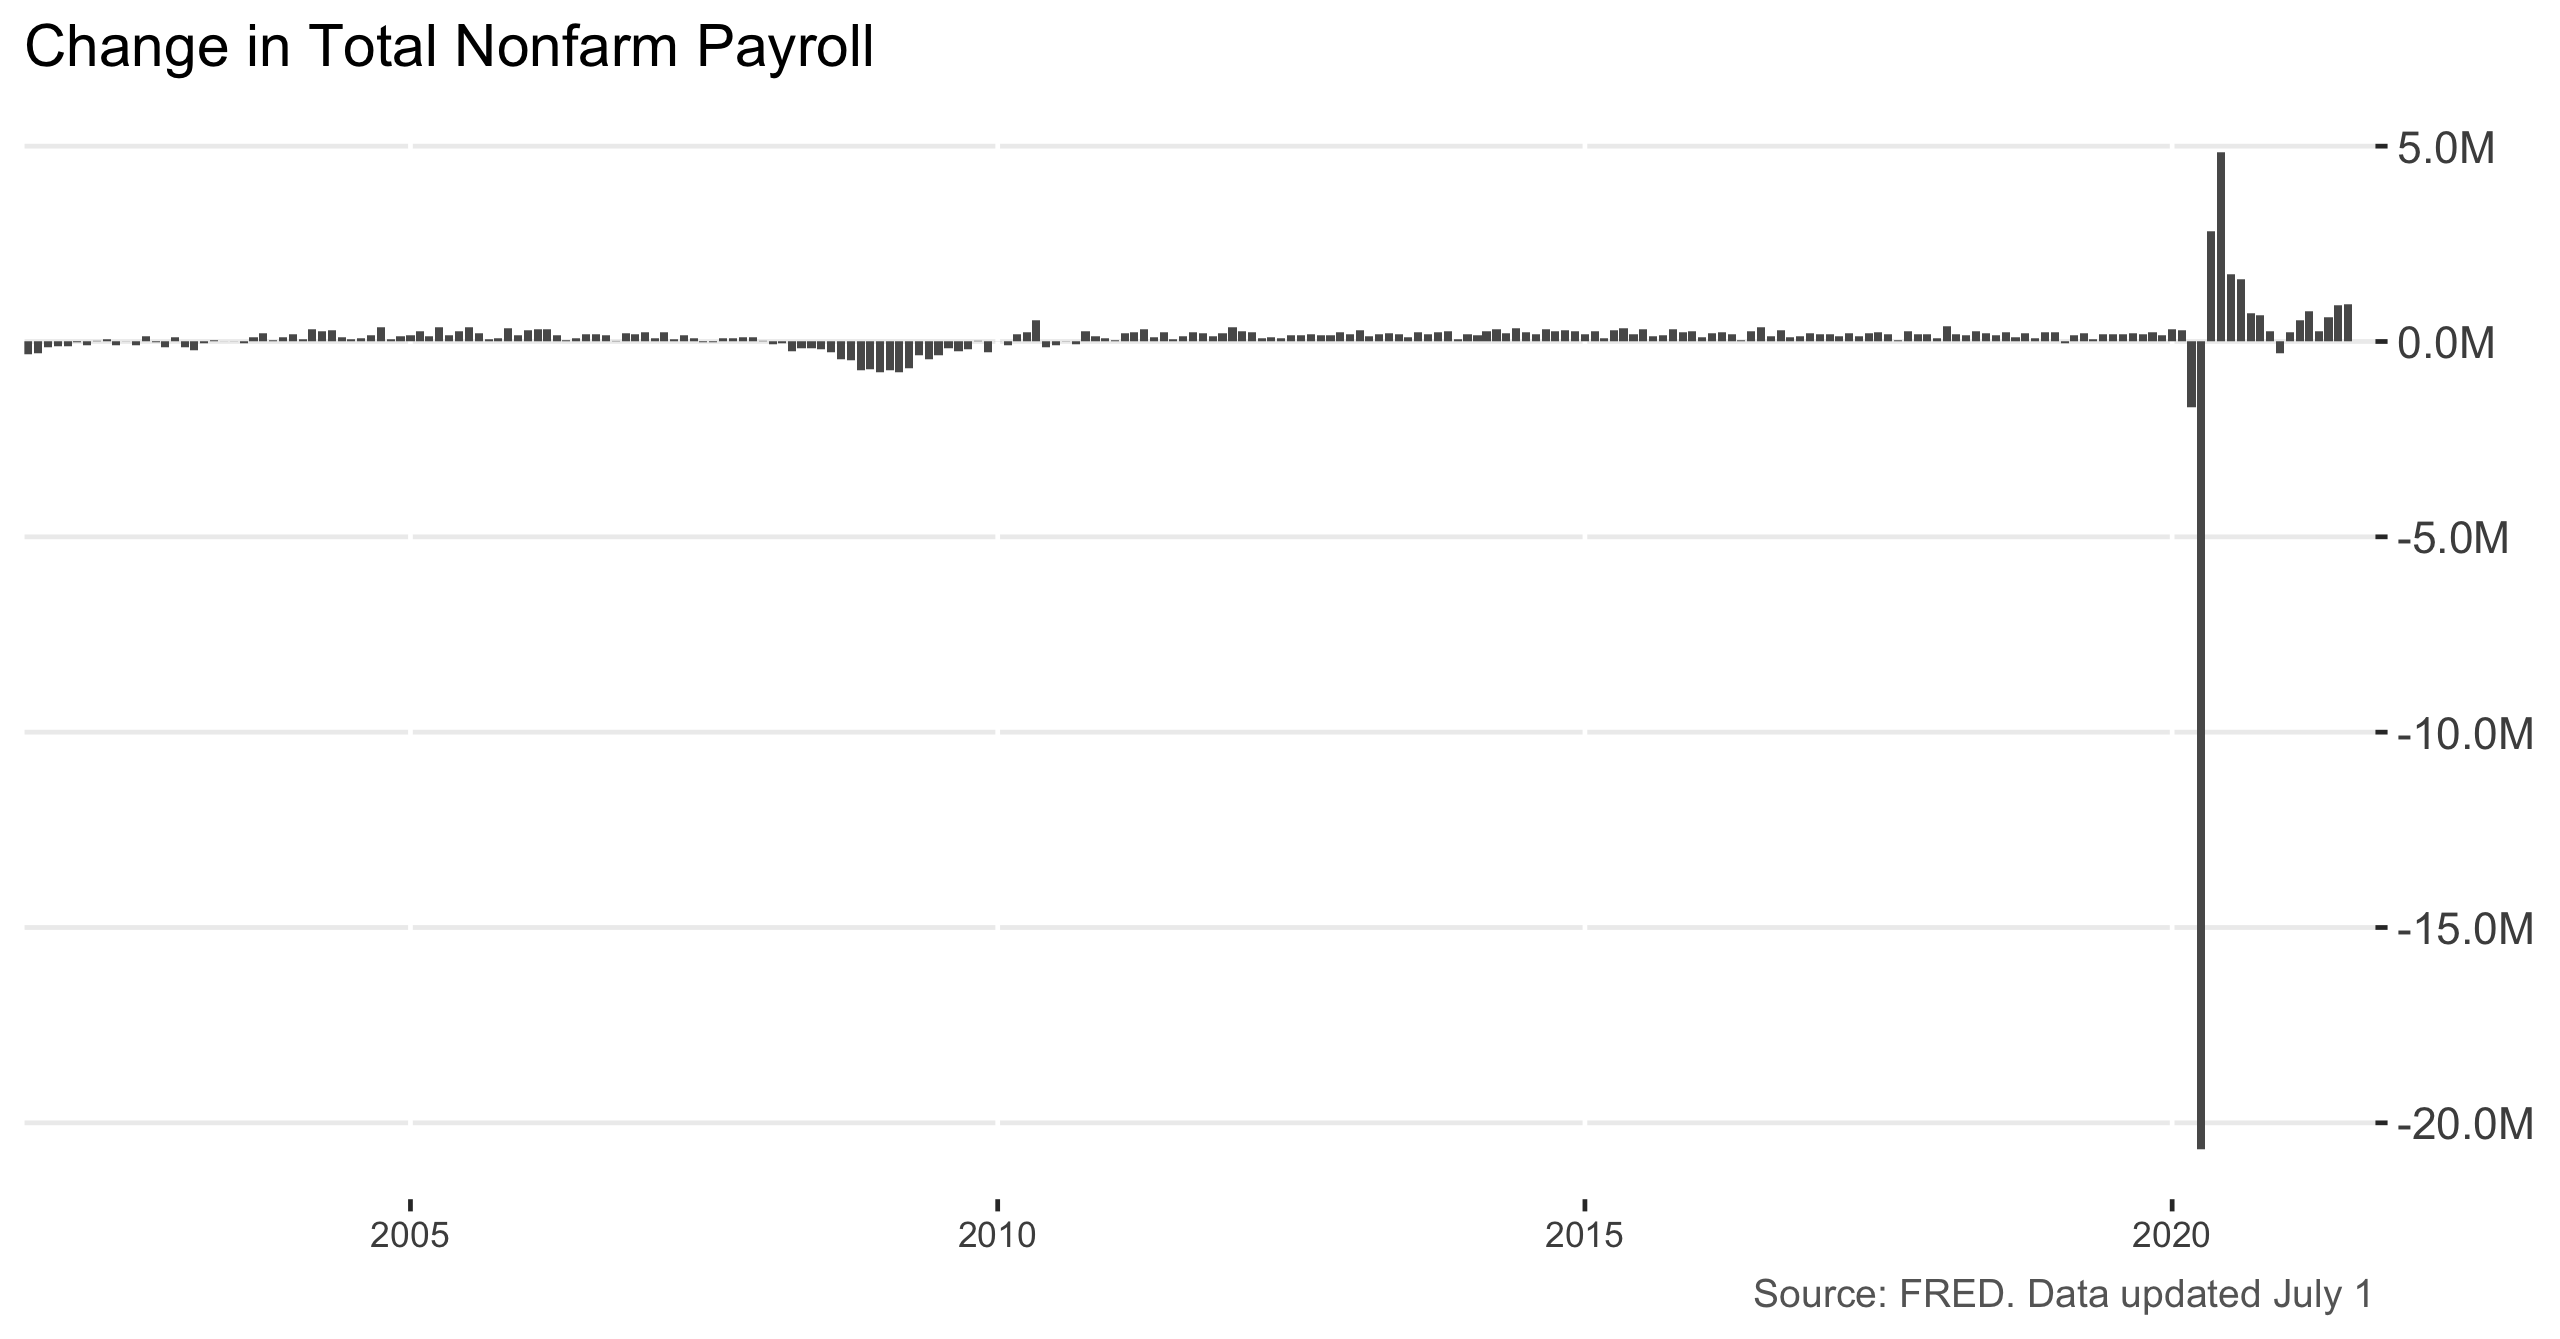 Change in Total Nonfarm Payroll
5.0M
0.0M
-5.0M
-10.0M
-15.0M
-20.0M
2005 2010 2015 2020
Source: FRED. Data updated July 1